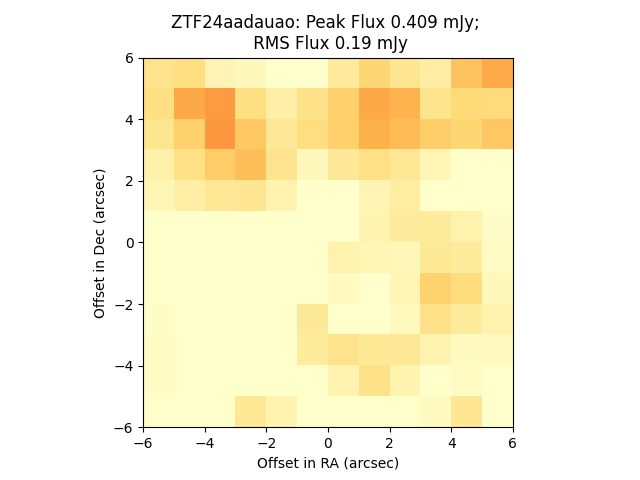 ZTF24aadauao: Peak Flux 0.409 mJy;
RMS Flux 0.19 mJy
6
4
2
0
−2
−4
−6
Offset in Dec (arcsec)
−6 −4 −2 0 2 4 6
Offset in RA (arcsec)